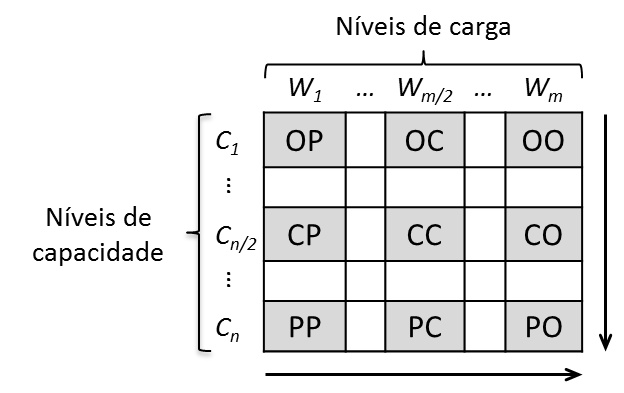 Níveis de carga
W1 ... Wm/2 ... Wm
Níveis de capacidade
C1 OP OC OO
⋮
Cn/2 CP CC CO
⋮
Cn PP PC PO